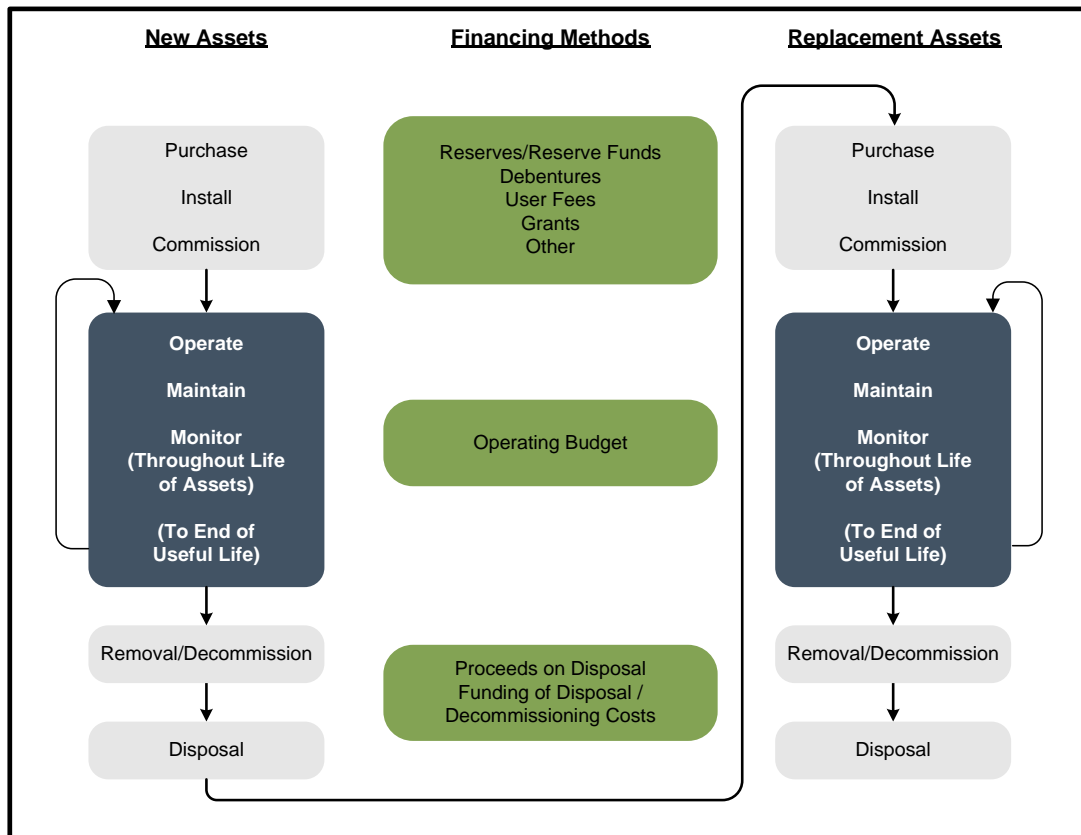 New Assets
Financing Methods
Replacement Assets
Purchase
Install
Commission
Operate
Maintain
Monitor
(Throughout Life
of Assets)
(To End of
Useful Life)
Removal/Decommission
Disposal
Reserves/Reserve Funds
Debentures
User Fees
Grants
Other
Operating Budget
Proceeds on Disposal
Funding of Disposal /
Decommissioning Costs
Purchase
Install
Commission
Operate
Maintain
Monitor
(Throughout Life
of Assets)
(To End of
Useful Life)
Removal/Decommission
Disposal